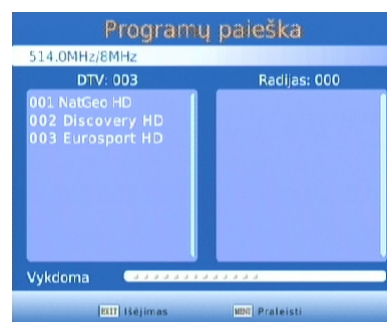 Programų paieška
514.0MHz/8MHz
DTV: 003 Radijas: 000
001 NatGeo HD
002 Discovery HD
003 Eurosport HD
Vykdoma
EXIT Išėjimas MENU Praleisti